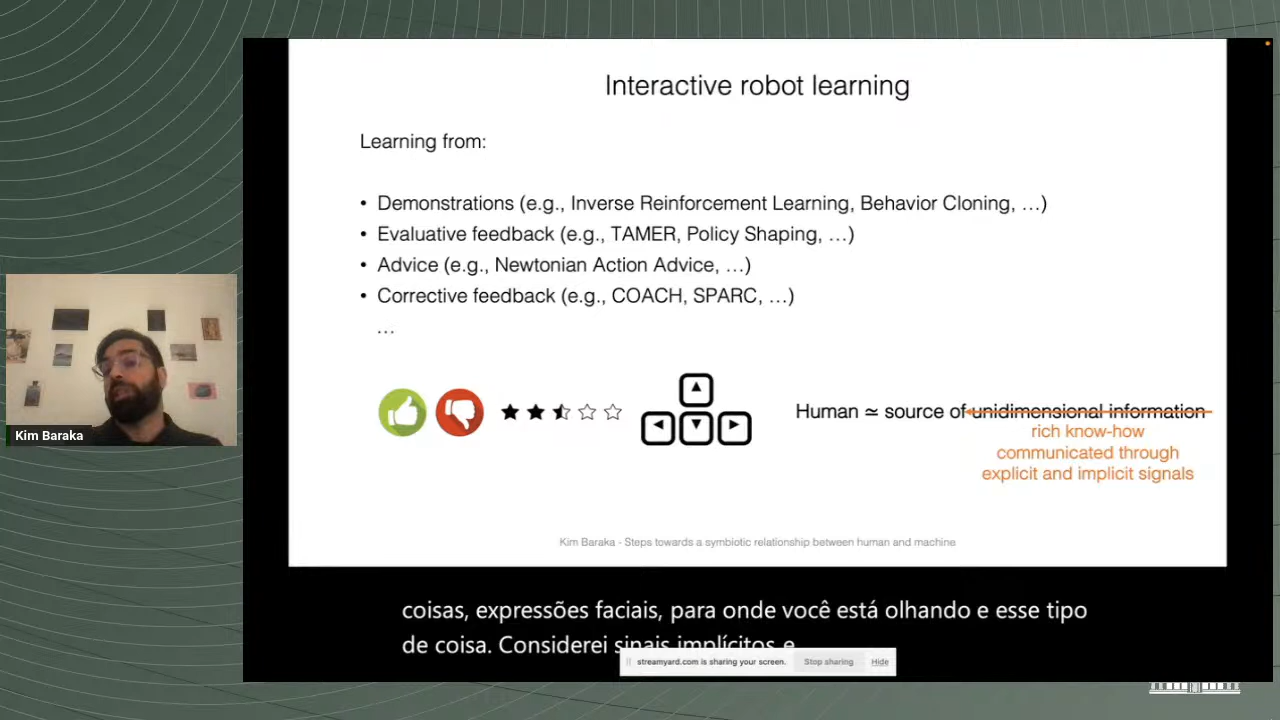 Interactive robot learning
Learning from:
• Demonstrations (e.g., Inverse Reinforcement Learning, Behavior Cloning, …)
• Evaluative feedback (e.g., TAMER, Policy Shaping, …)
• Advice (e.g., Newtonian Action Advice, …)
• Corrective feedback (e.g., COACH, SPARC, …)
…
Human ≃ source of unidimensional information
rich know-how
communicated through
explicit and implicit signals
Kim Baraka
Kim Baraka - Steps towards a symbiotic relationship between human and machine
coisas, expressões faciais, para onde você está olhando e esse tipo
de coisa. Considerei sinais implícitos e
streamyard.com is sharing your screen. Stop sharing Hide